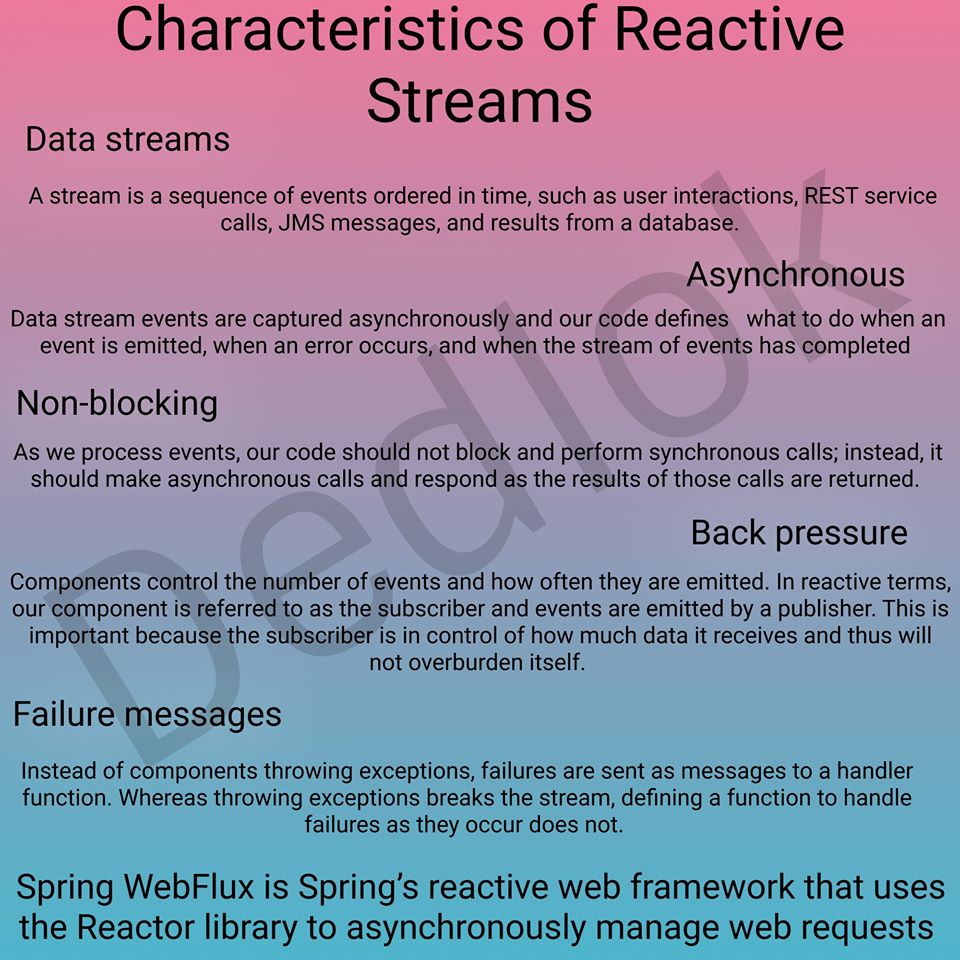 Characteristics of Reactive
Streams
Data streams
A stream is a sequence of events ordered in time, such as user interactions, REST service
calls, JMS messages, and results from a database.
Asynchronous
Data stream events are captured asynchronously and our code defines   what to do when an
event is emitted, when an error occurs, and when the stream of events has completed
Non-blocking
As we process events, our code should not block and perform synchronous calls; instead, it
should make asynchronous calls and respond as the results of those calls are returned.
Back pressure
Components control the number of events and how often they are emitted. In reactive terms,
our component is referred to as the subscriber and events are emitted by a publisher. This is
important because the subscriber is in control of how much data it receives and thus will
not overburden itself.
Failure messages
Instead of components throwing exceptions, failures are sent as messages to a handler
function. Whereas throwing exceptions breaks the stream, defining a function to handle
failures as they occur does not.
Spring WebFlux is Spring’s reactive web framework that uses
the Reactor library to asynchronously manage web requests
Dedlok